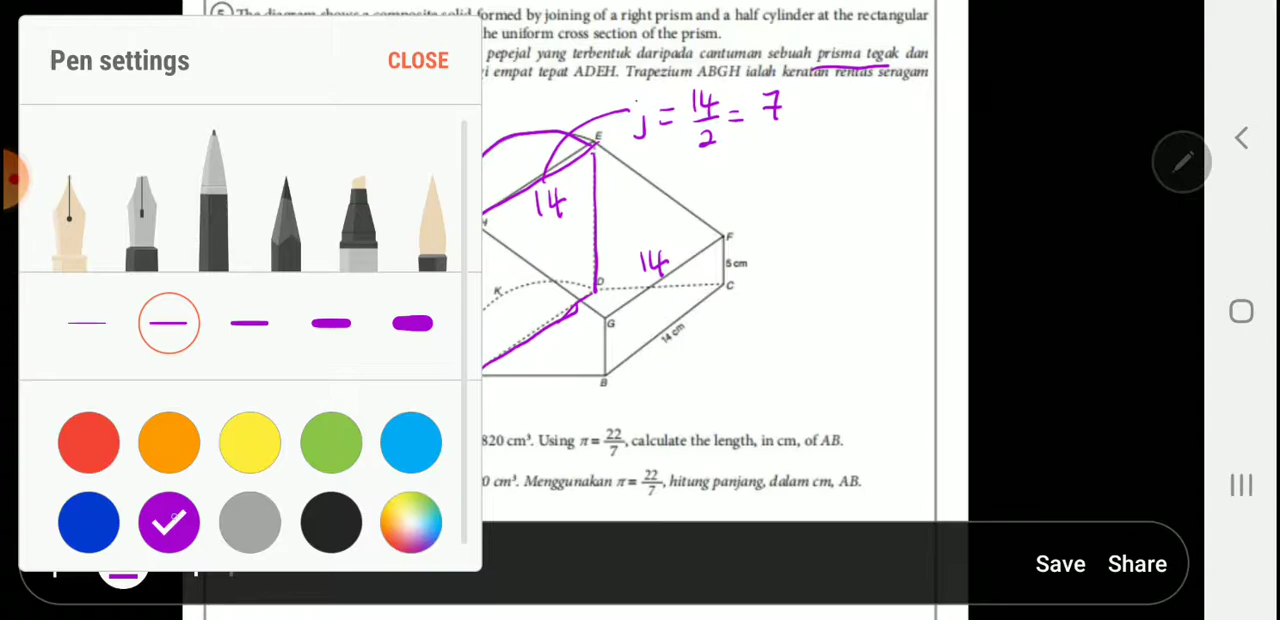 formed by joining of a right prism and a half cylinder at the rectangular
Pen settings
CLOSE
he uniform cross section of the prism.
pepejal yang terbentuk daripada cantuman sebuah prisma tegak dan
empat tepat ADEH. Trapezium ABGH ialah keratan rentas seragam
j = 14/2 = 7
E
14
F
14
5 cm
K
D
C
G
14 cm
B
820 cm³. Using π = 22/7, calculate the length, in cm, of AB.
0 cm³. Menggunakan π = 22/7, hitung panjang, dalam cm, AB.
Save
Share